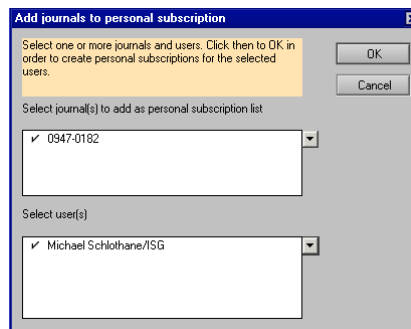 Add journals to personal subscription
Select one or more journals and users. Click then to OK in
order to create personal subscriptions for the selected
users.
OK
Cancel
Select journal(s) to add as personal subscription list
✓ 0947-0182
Select user(s)
✓ Michael Schlothane/ISG